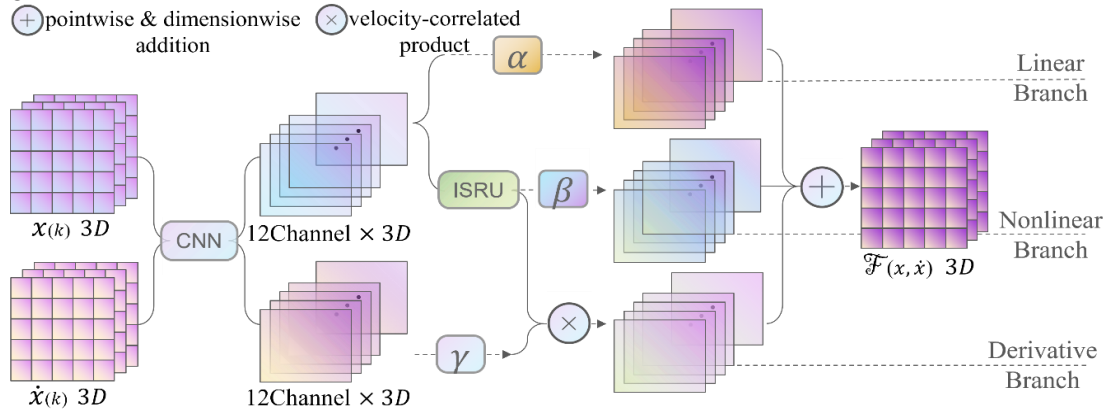 + pointwise & dimensionwise addition
× velocity-correlated product
α
Linear Branch
x(k) 3D
CNN
12Channel × 3D
ISRU
β
+
ℱ(x, ẋ) 3D
Nonlinear Branch
ẋ(k) 3D
12Channel × 3D
γ
×
Derivative Branch